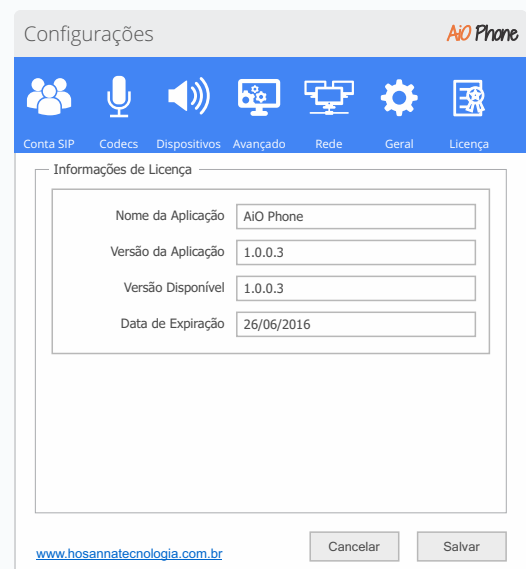 Configurações AiO Phone
Conta SIP Codecs Dispositivos Avançado Rede Geral Licença
Informações de Licença
Nome da Aplicação AiO Phone
Versão da Aplicação 1.0.0.3
Versão Disponível 1.0.0.3
Data de Expiração 26/06/2016
www.hosannatecnologia.com.br Cancelar Salvar